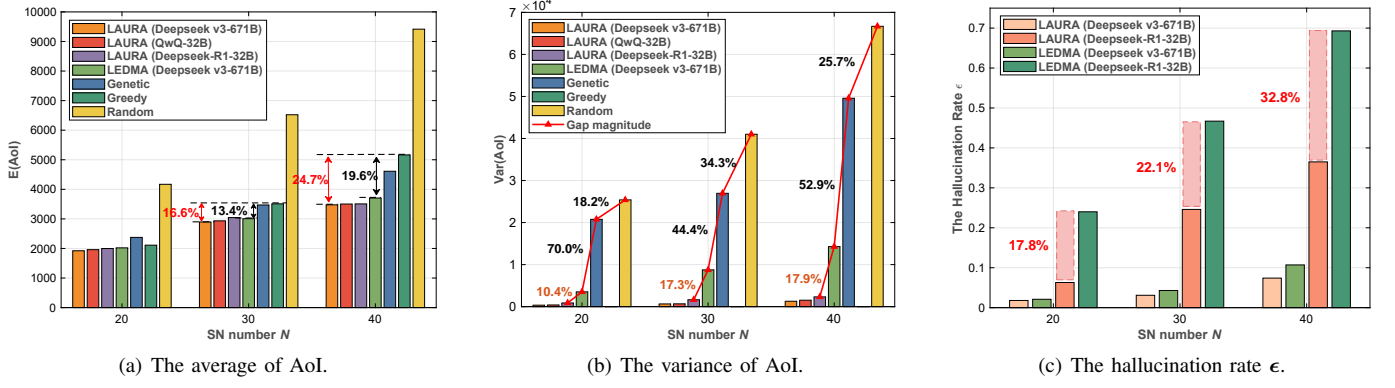 10000
9000
8000
7000
6000
5000
4000
3000
2000
1000
0
E(AoI)
LAURA (Deepseek v3-671B)
LAURA (QwQ-32B)
LAURA (Deepseek-R1-32B)
LEDMA (Deepseek v3-671B)
Genetic
Greedy
Random
16.6%
13.4%
24.7%
19.6%
20
30
40
SN number N
(a) The average of AoI.
×10⁴
7
6
5
4
3
2
1
0
Var(AoI)
LAURA (Deepseek v3-671B)
LAURA (QwQ-32B)
LAURA (Deepseek-R1-32B)
LEDMA (Deepseek v3-671B)
Genetic
Greedy
Random
Gap magnitude
10.4%
70.0%
18.2%
17.3%
44.4%
34.3%
17.9%
52.9%
25.7%
20
30
40
SN number N
(b) The variance of AoI.
0.7
0.6
0.5
0.4
0.3
0.2
0.1
0
The Hallucination Rate ϵ
LAURA (Deepseek v3-671B)
LAURA (Deepseek-R1-32B)
LEDMA (Deepseek v3-671B)
LEDMA (Deepseek-R1-32B)
17.8%
22.1%
32.8%
20
30
40
SN number N
(c) The hallucination rate ϵ.